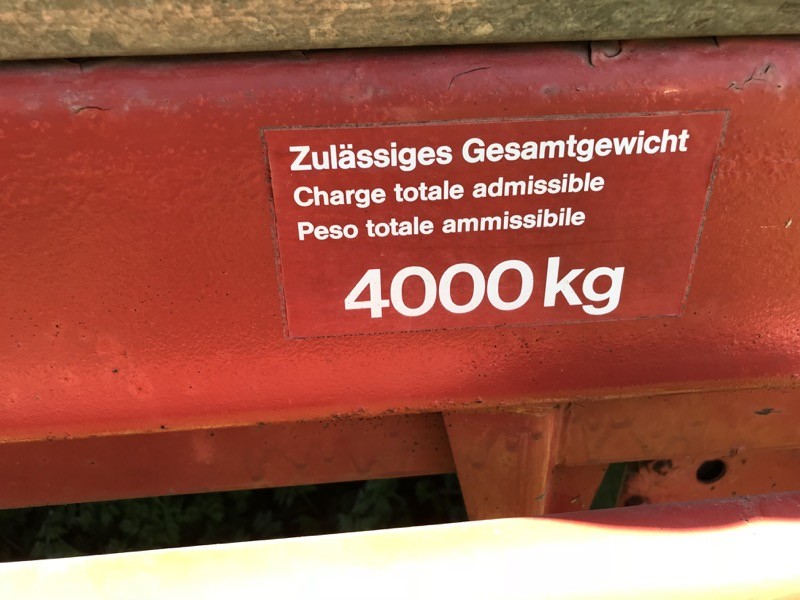 Zulässiges Gesamtgewicht
Charge totale admissible
Peso totale ammissibile
4000 kg